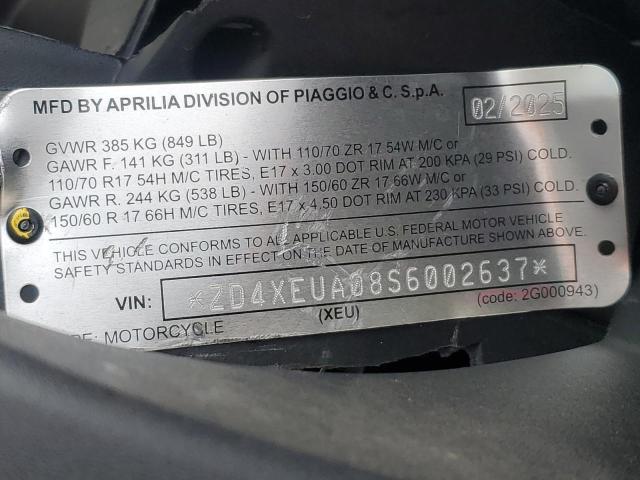 MFD BY APRILIA DIVISION OF PIAGGIO & C. S.p.A. 02/2025
GVWR 385 KG (849 LB)
GAWR F. 141 KG (311 LB) - WITH 110/70 ZR 17 54W M/C or
110/70 R17 54H M/C TIRES, E17 x 3.00 DOT RIM AT 200 KPA (29 PSI) COLD.
GAWR R. 244 KG (538 LB) - WITH 150/60 ZR 17 66W M/C or
150/60 R 17 66H M/C TIRES, E17 x 4.50 DOT RIM AT 230 KPA (33 PSI) COLD.
THIS VEHICLE CONFORMS TO ALL APPLICABLE U.S. FEDERAL MOTOR VEHICLE
SAFETY STANDARDS IN EFFECT ON THE DATE OF MANUFACTURE SHOWN ABOVE.
VIN: *ZD4XEUA08S6002637*
(XEU) (code: 2G000943)
TYPE: MOTORCYCLE